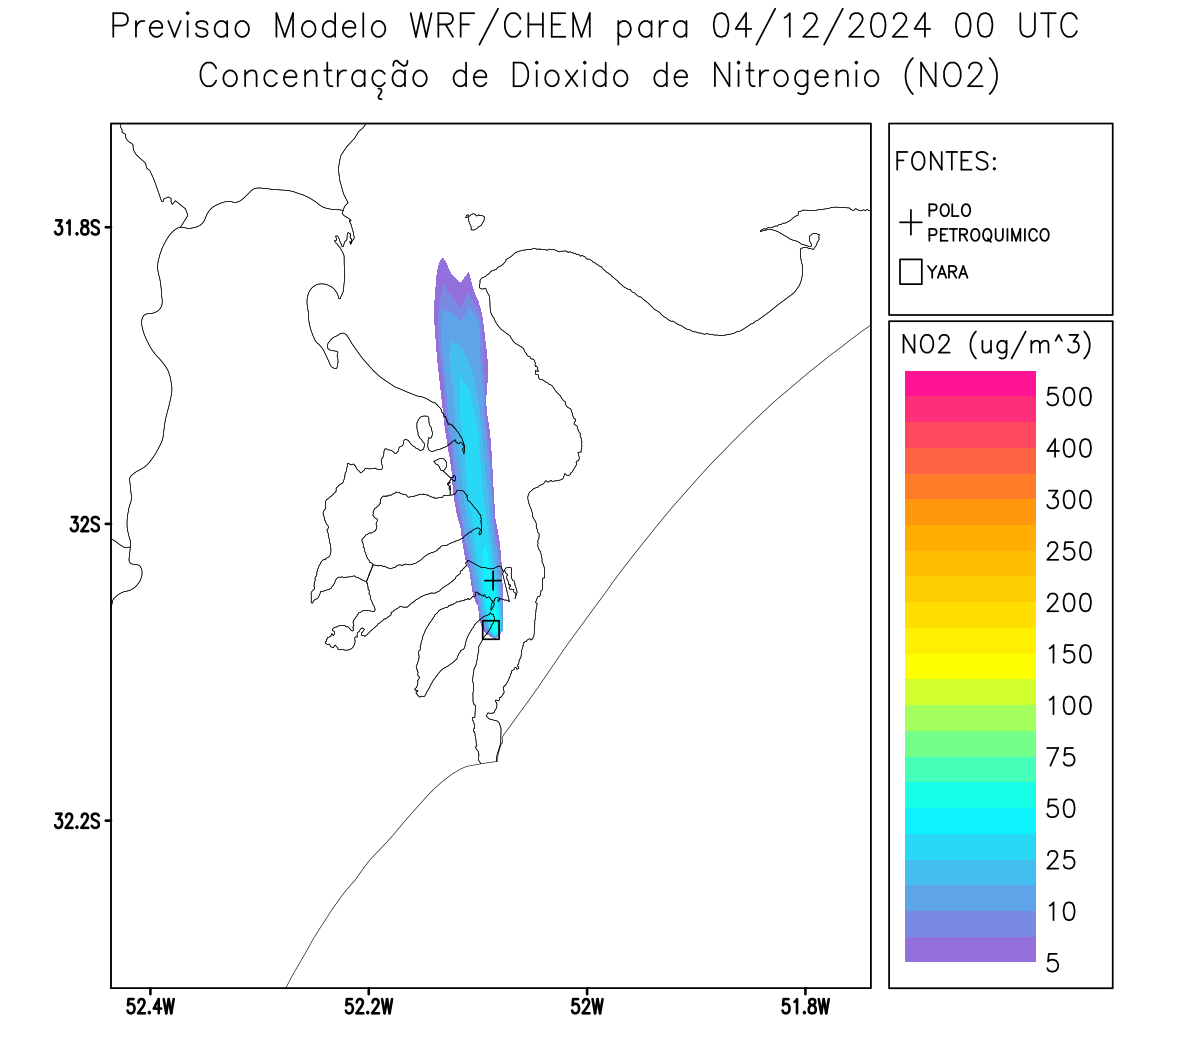 Previsao Modelo WRF/CHEM para 04/12/2024 00 UTC
Concentração de Dioxido de Nitrogenio (NO2)
FONTES:
POLO
PETROQUIMICO
YARA
31.8S
32S
32.2S
52.4W
52.2W
52W
51.8W
NO2 (ug/m^3)
500
400
300
250
200
150
100
75
50
25
10
5